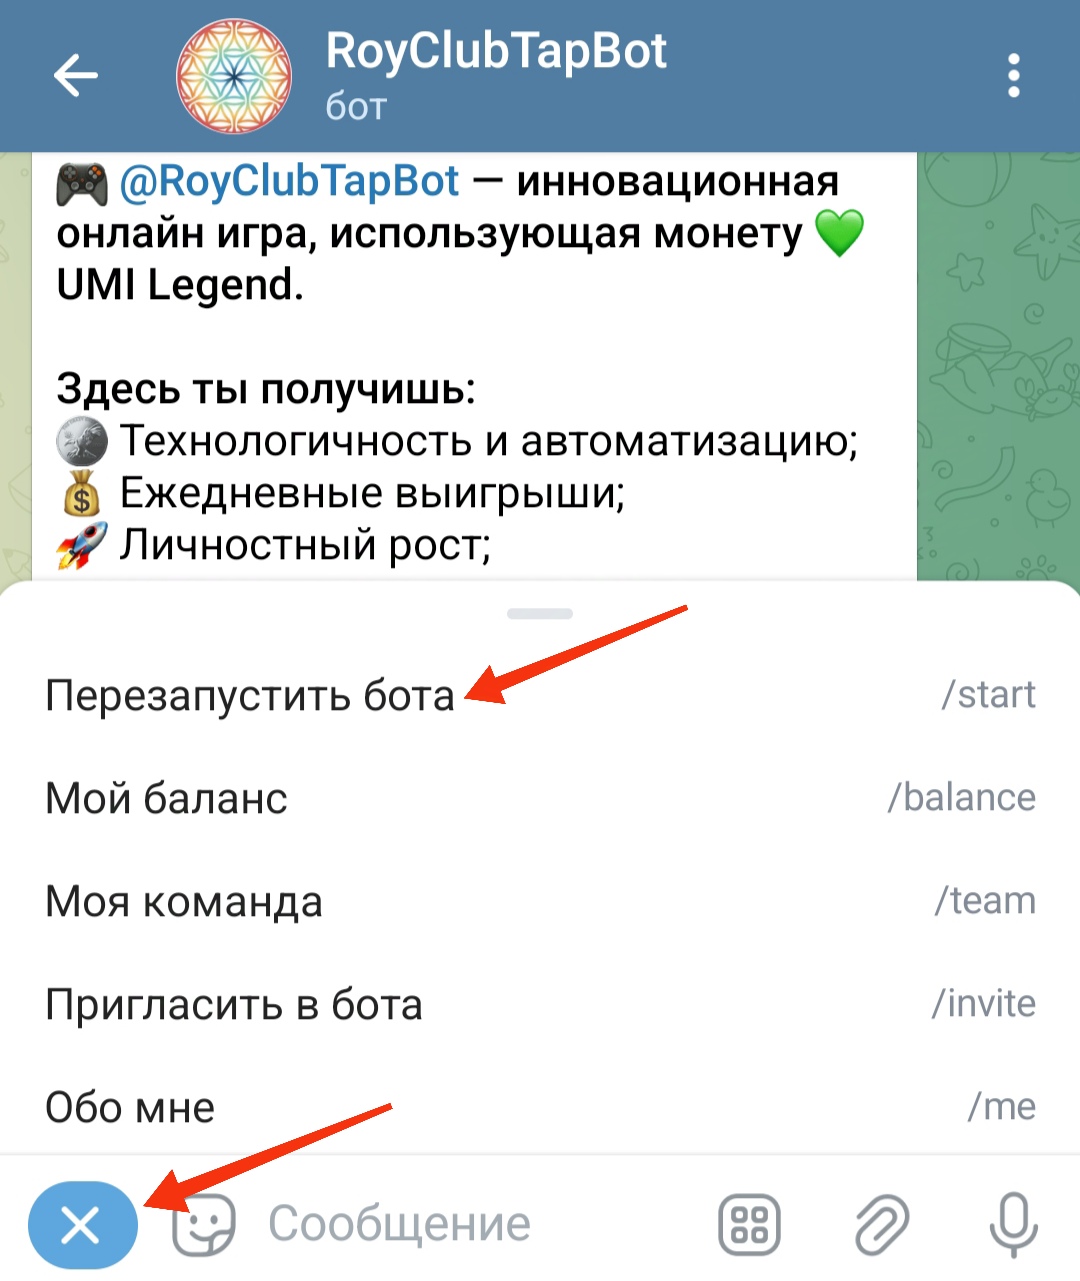 RoyClubTapBot
бот
@RoyClubTapBot — инновационная
онлайн игра, использующая монету
UMI Legend.
Здесь ты получишь:
Технологичность и автоматизацию;
Ежедневные выигрыши;
Личностный рост;
Перезапустить бота /start
Мой баланс /balance
Моя команда /team
Пригласить в бота /invite
Обо мне /me
Сообщение